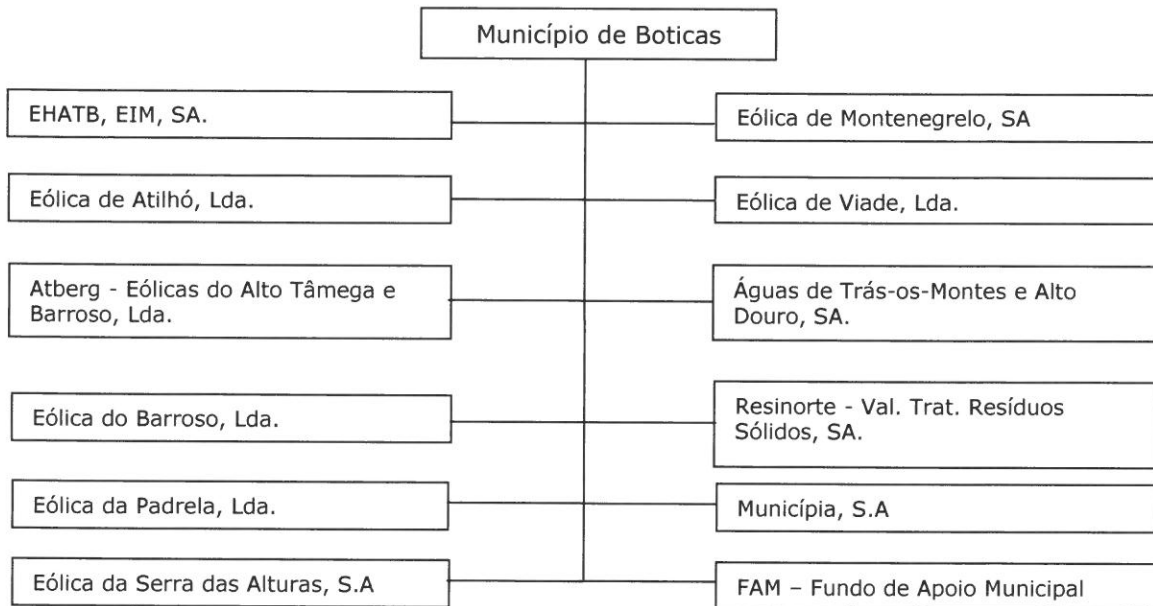 Município de Boticas
EHATB, EIM, SA.
Eólica de Montenegrelo, SA
Eólica de Atilhó, Lda.
Eólica de Viade, Lda.
Atberg - Eólicas do Alto Tâmega e
Barroso, Lda.
Águas de Trás-os-Montes e Alto
Douro, SA.
Eólica do Barroso, Lda.
Resinorte - Val. Trat. Resíduos
Sólidos, SA.
Eólica da Padrela, Lda.
Municípia, S.A
Eólica da Serra das Alturas, S.A
FAM – Fundo de Apoio Municipal